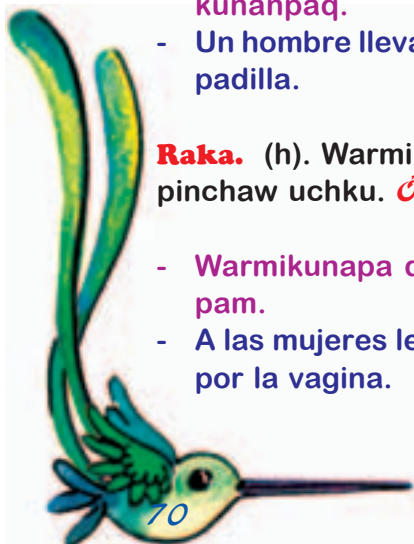 kunanpaq.
- Un hombre lleva
padilla.
Raka. (h). Warmi
pinchaw uchku.
- Warmikunapa
pam.
- A las mujeres le
por la vagina.
70